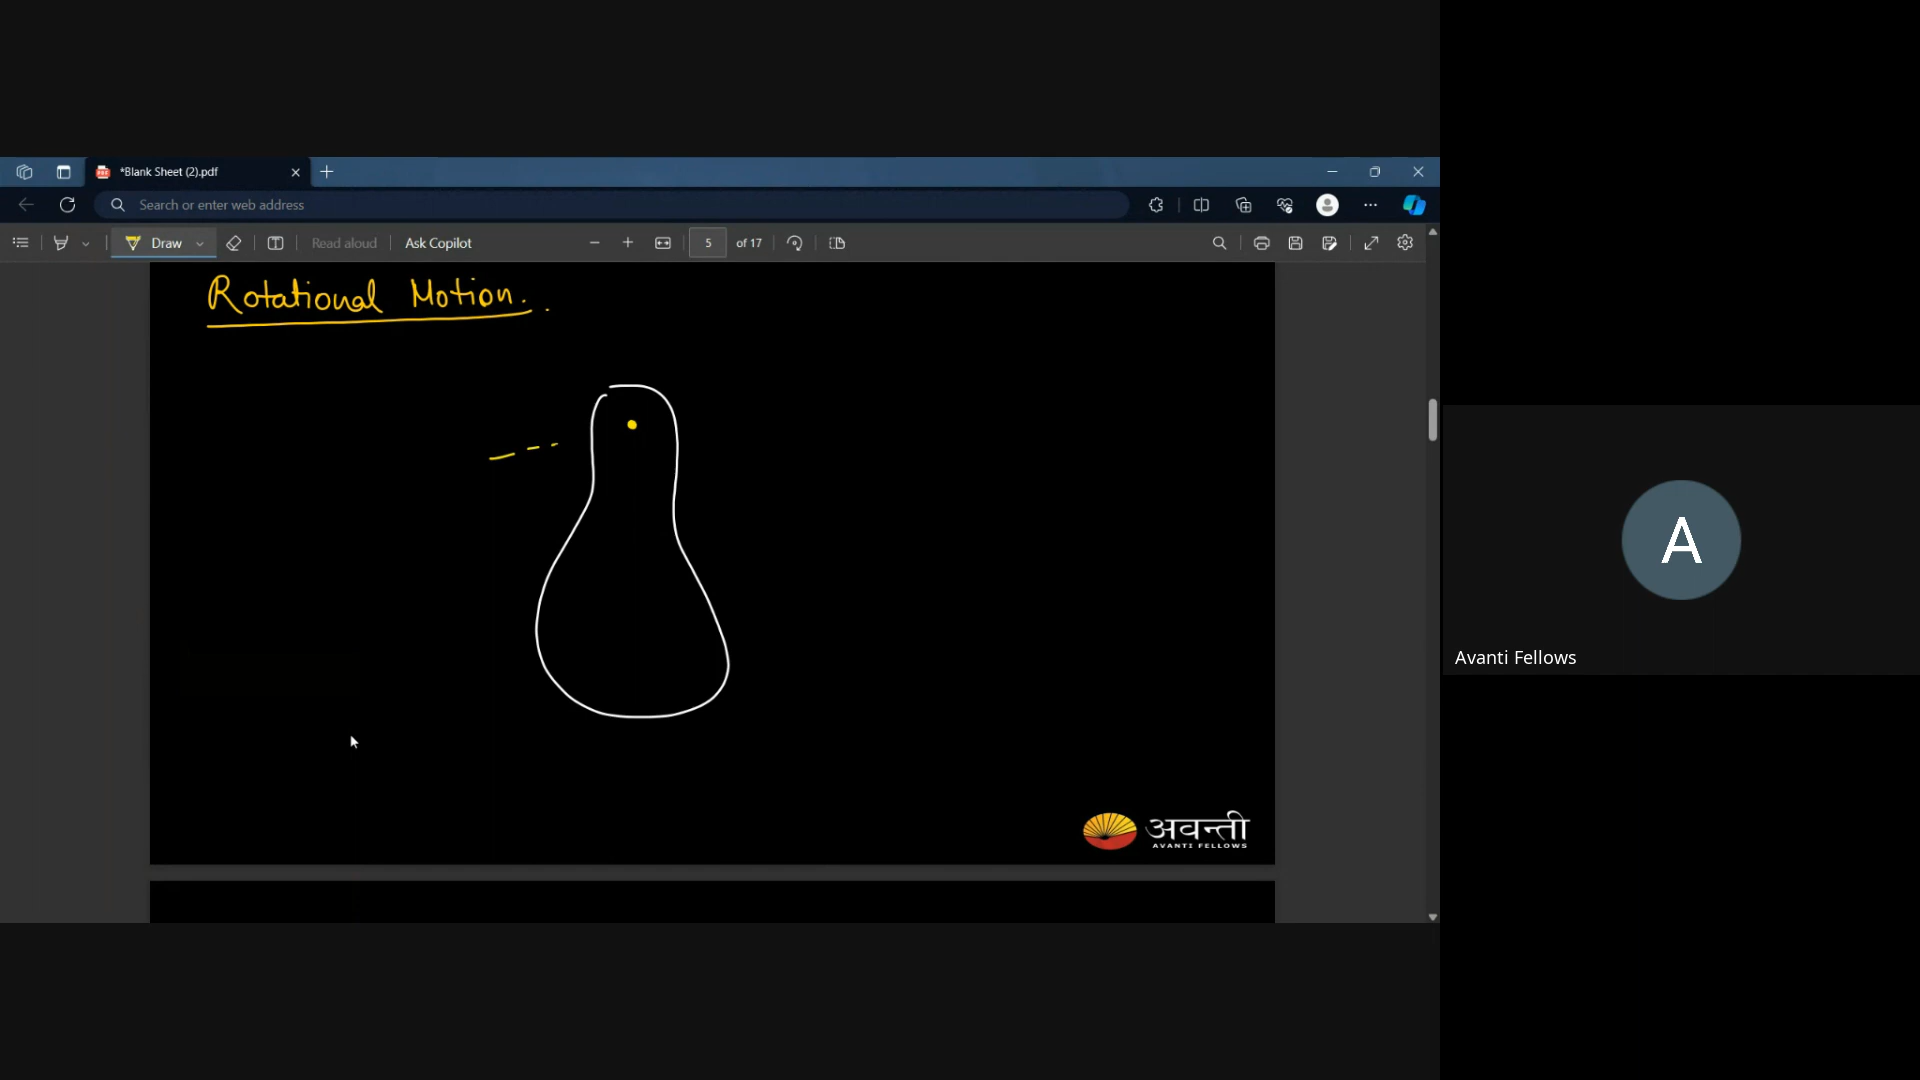 *Blank Sheet (2).pdf
Search or enter web address
Draw
Read aloud
Ask Copilot
5
of 17
Rotational Motion..
A
Avanti Fellows
अवन्ती
AVANTI FELLOWS